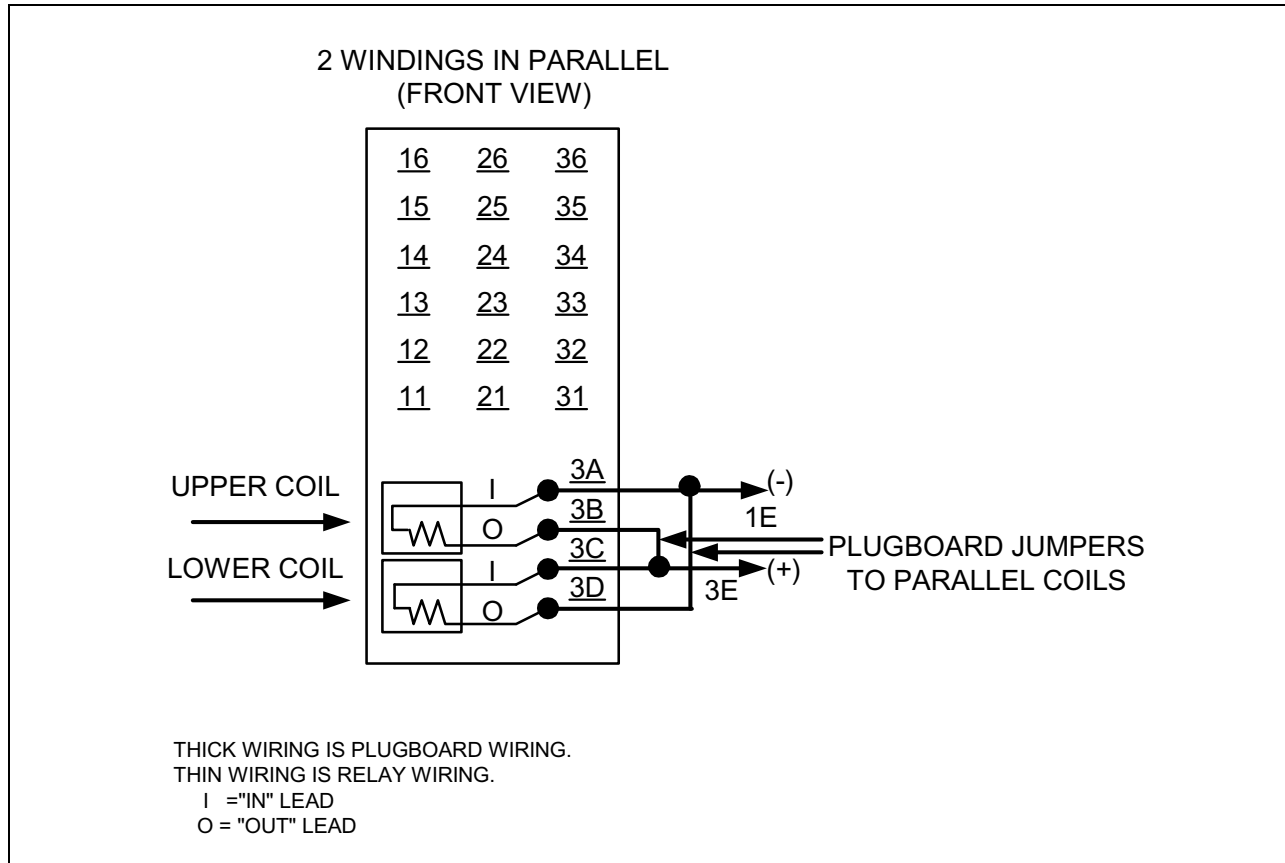 2 WINDINGS IN PARALLEL
(FRONT VIEW)
16 26 36
15 25 35
14 24 34
13 23 33
12 22 32
11 21 31
UPPER COIL
LOWER COIL
I
O
I
O
3A
3B
3C
3D
(-)
1E
(+)
3E
PLUGBOARD JUMPERS
TO PARALLEL COILS
THICK WIRING IS PLUGBOARD WIRING.
THIN WIRING IS RELAY WIRING.
I ="IN" LEAD
O = "OUT" LEAD